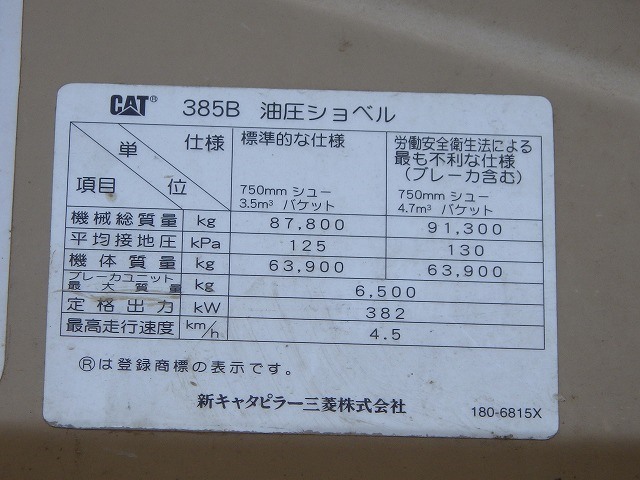 CAT® 385B 油圧ショベル
単 仕様 標準的な仕様 労働安全衛生法による
最も不利な仕様
(ブレーカ含む)
項目 位 750mm シュー 750mm シュー
3.5m³ バケット 4.7m³ バケット
機械総質量 kg 87,800 91,300
平均接地圧 kPa 125 130
機体質量 kg 63,900 63,900
ブレーカユニット
最大質量 kg 6,500
定格出力 kW 382
最高走行速度 km/h 4.5
Ⓡは登録商標の表示です。
新キャタピラー三菱株式会社
180-6815X